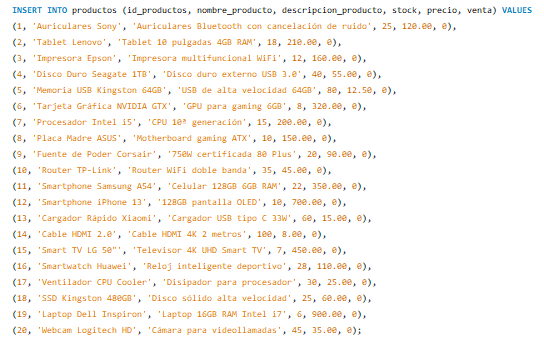 INSERT INTO productos (id_productos, nombre_producto, descripcion_producto, stock, precio, venta) VALUES
(1, 'Auriculares Sony', 'Auriculares Bluetooth con cancelación de ruido', 25, 120.00, 0),
(2, 'Tablet Lenovo', 'Tablet 10 pulgadas 4GB RAM', 18, 210.00, 0),
(3, 'Impresora Epson', 'Impresora multifuncional WiFi', 12, 160.00, 0),
(4, 'Disco Duro Seagate 1TB', 'Disco duro externo USB 3.0', 40, 55.00, 0),
(5, 'Memoria USB Kingston 64GB', 'USB de alta velocidad 64GB', 80, 12.50, 0),
(6, 'Tarjeta Gráfica NVIDIA GTX', 'GPU para gaming 6GB', 8, 320.00, 0),
(7, 'Procesador Intel i5', 'CPU 10ª generación', 15, 200.00, 0),
(8, 'Placa Madre ASUS', 'Motherboard gaming ATX', 10, 150.00, 0),
(9, 'Fuente de Poder Corsair', '750W certificada 80 Plus', 20, 90.00, 0),
(10, 'Router TP-Link', 'Router WiFi doble banda', 35, 45.00, 0),
(11, 'Smartphone Samsung A54', 'Celular 128GB 6GB RAM', 22, 350.00, 0),
(12, 'Smartphone iPhone 13', '128GB pantalla OLED', 10, 700.00, 0),
(13, 'Cargador Rápido Xiaomi', 'Cargador USB tipo C 33W', 60, 15.00, 0),
(14, 'Cable HDMI 2.0', 'Cable HDMI 4K 2 metros', 100, 8.00, 0),
(15, 'Smart TV LG 50"', 'Televisor 4K UHD Smart TV', 7, 450.00, 0),
(16, 'Smartwatch Huawei', 'Reloj inteligente deportivo', 28, 110.00, 0),
(17, 'Ventilador CPU Cooler', 'Disipador para procesador', 30, 25.00, 0),
(18, 'SSD Kingston 480GB', 'Disco sólido alta velocidad', 25, 60.00, 0),
(19, 'Laptop Dell Inspiron', 'Laptop 16GB RAM Intel i7', 6, 900.00, 0),
(20, 'Webcam Logitech HD', 'Cámara para videollamadas', 45, 35.00, 0);